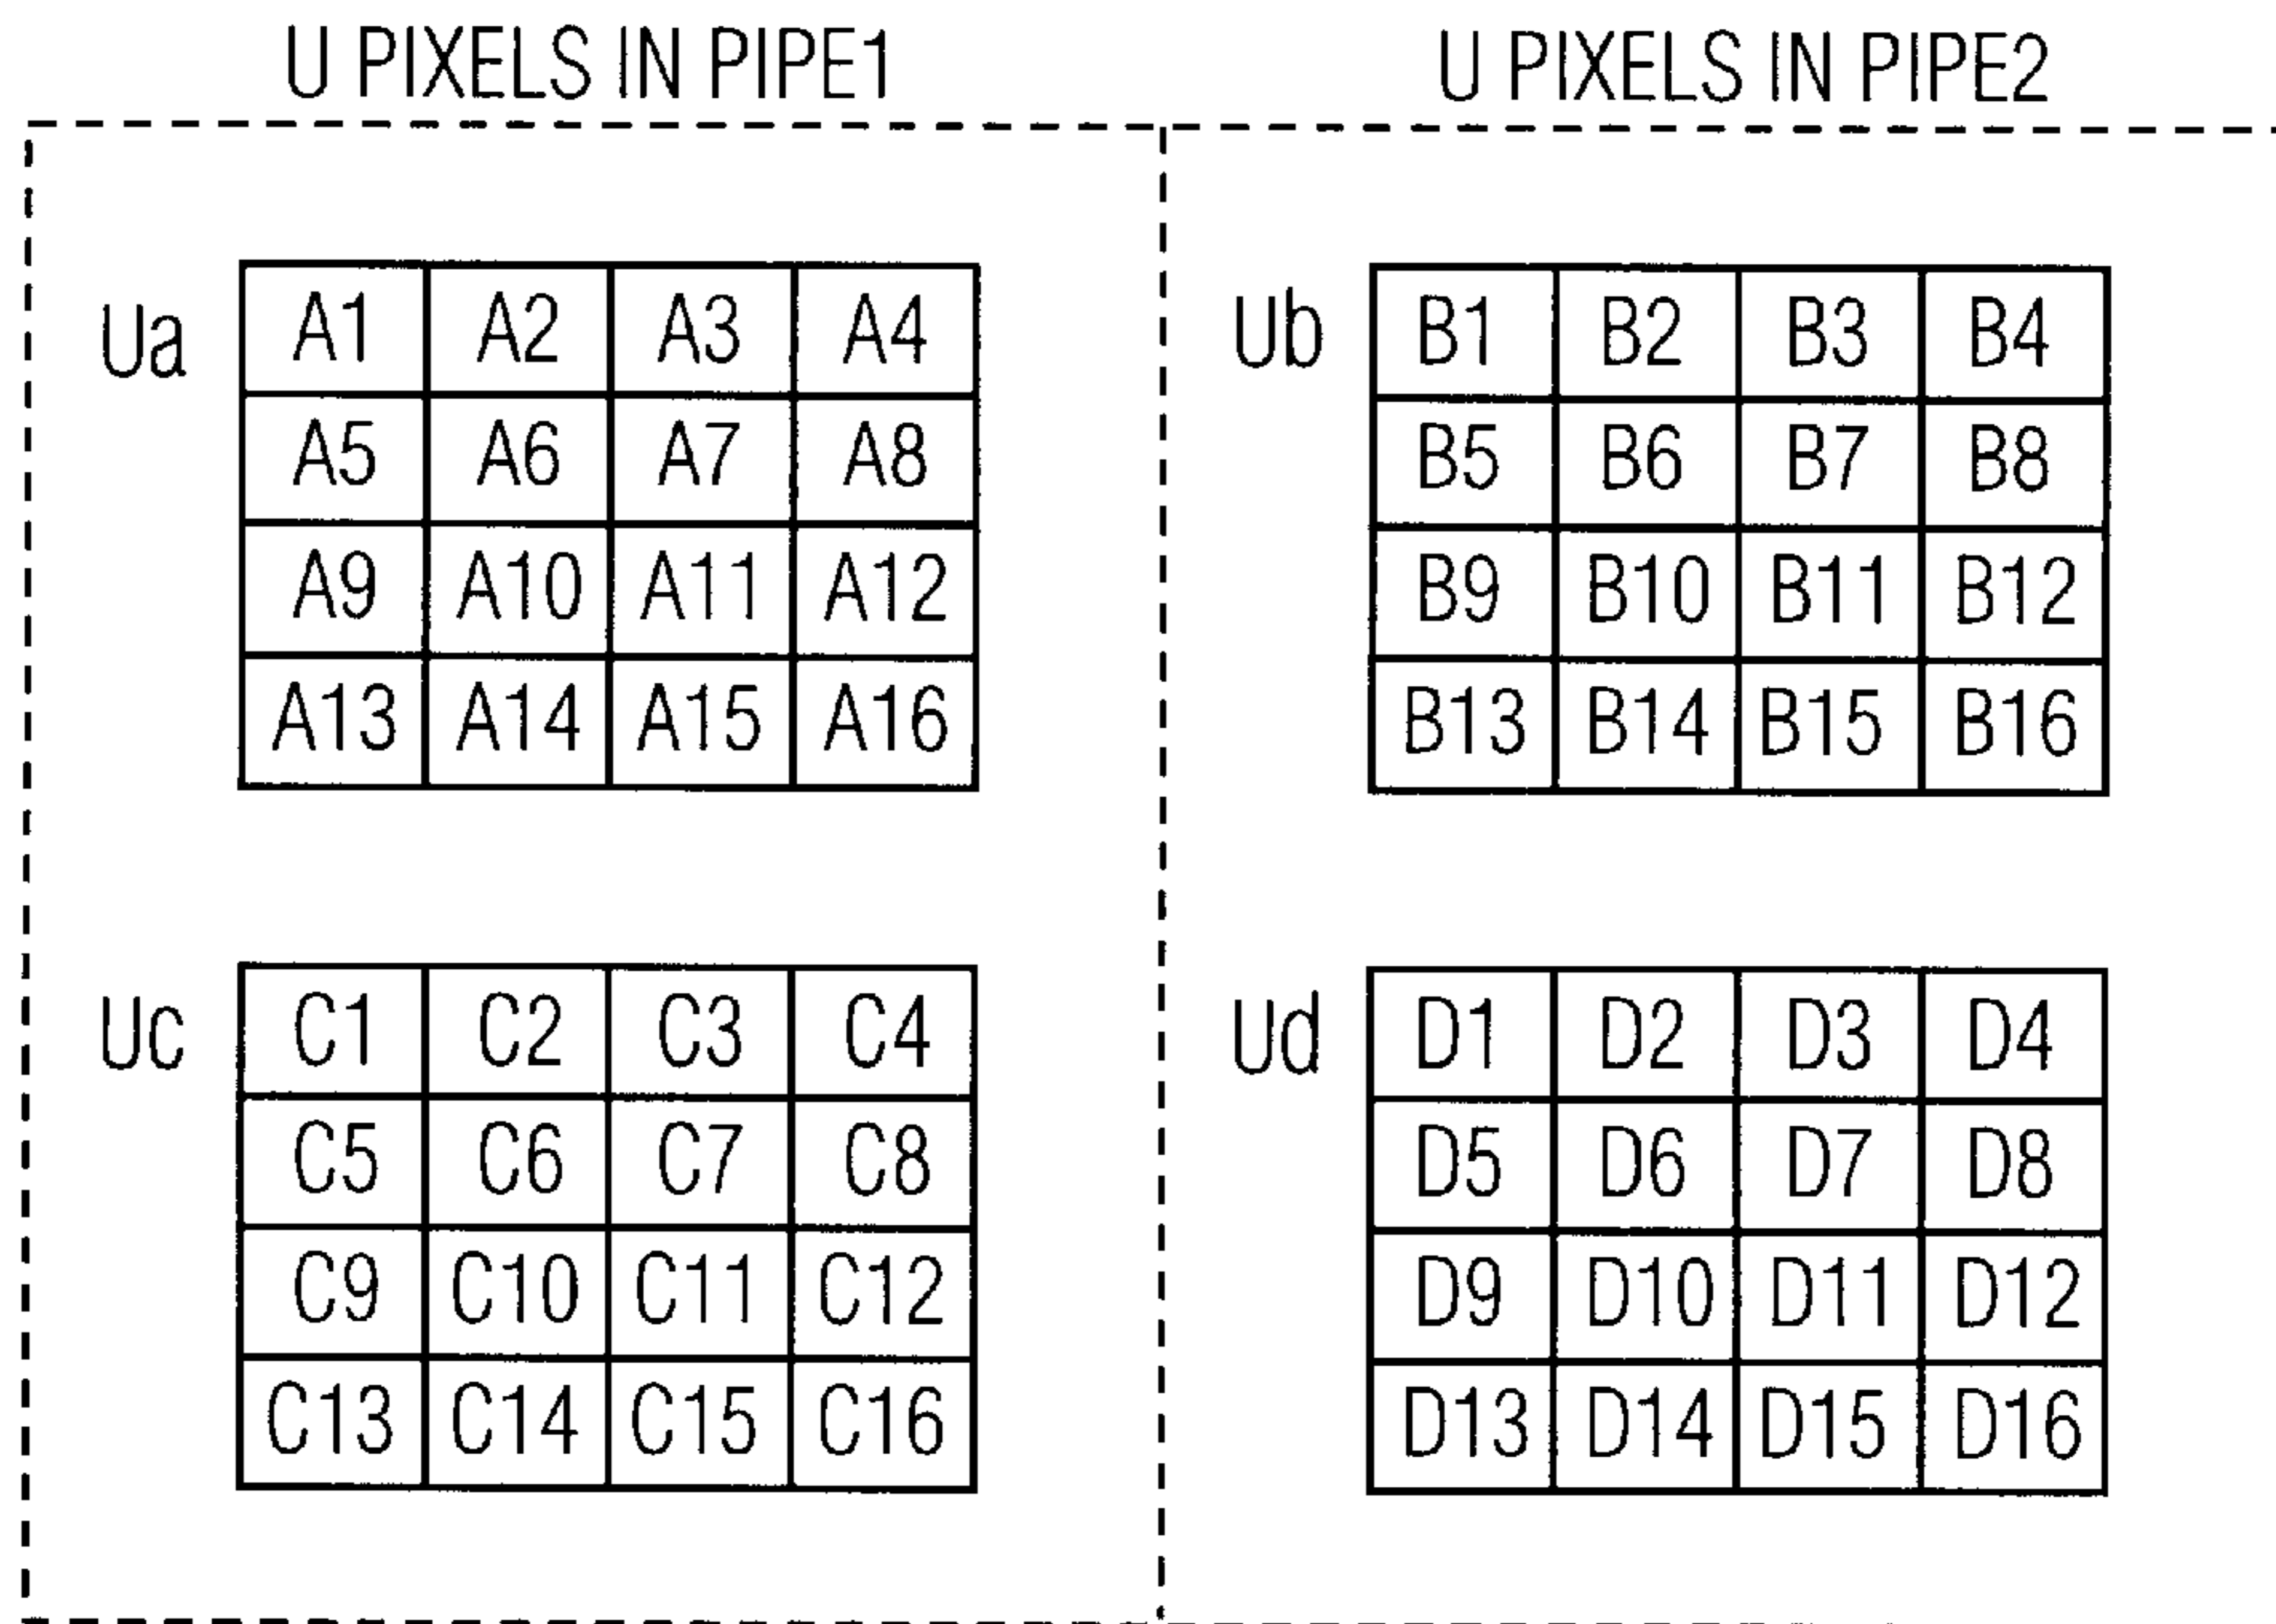 U PIXELS IN PIPE1
U PIXELS IN PIPE2
Ua
A1 A2 A3 A4
A5 A6 A7 A8
A9 A10 A11 A12
A13 A14 A15 A16
Ub
B1 B2 B3 B4
B5 B6 B7 B8
B9 B10 B11 B12
B13 B14 B15 B16
Uc
C1 C2 C3 C4
C5 C6 C7 C8
C9 C10 C11 C12
C13 C14 C15 C16
Ud
D1 D2 D3 D4
D5 D6 D7 D8
D9 D10 D11 D12
D13 D14 D15 D16